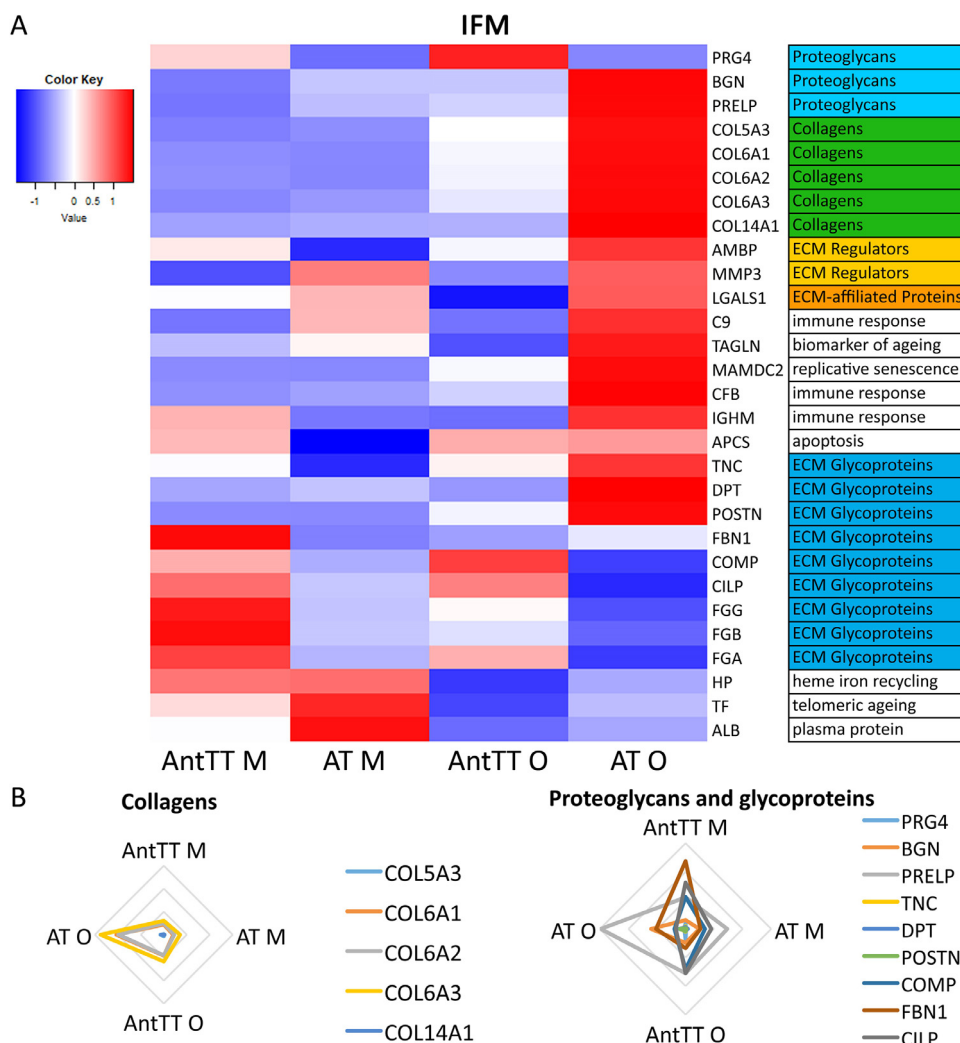 A
IFM
Color Key
-1 0 0.5 1
Value
PRG4 Proteoglycans
BGN Proteoglycans
PRELP Proteoglycans
COL5A3 Collagens
COL6A1 Collagens
COL6A2 Collagens
COL6A3 Collagens
COL14A1 Collagens
AMBP ECM Regulators
MMP3 ECM Regulators
LGALS1 ECM-affiliated Proteins
C9 immune response
TAGLN biomarker of ageing
MAMDC2 replicative senescence
CFB immune response
IGHM immune response
APCS apoptosis
TNC ECM Glycoproteins
DPT ECM Glycoproteins
POSTN ECM Glycoproteins
FBN1 ECM Glycoproteins
COMP ECM Glycoproteins
CILP ECM Glycoproteins
FGG ECM Glycoproteins
FGB ECM Glycoproteins
FGA ECM Glycoproteins
HP heme iron recycling
TF telomeric ageing
ALB plasma protein
AntTT M AT M AntTT O AT O
B
Collagens
AntTT M
AT O AT M
AntTT O
COL5A3
COL6A1
COL6A2
COL6A3
COL14A1
Proteoglycans and glycoproteins
AntTT M
AT O AT M
AntTT O
PRG4
BGN
PRELP
TNC
DPT
POSTN
COMP
FBN1
CILP